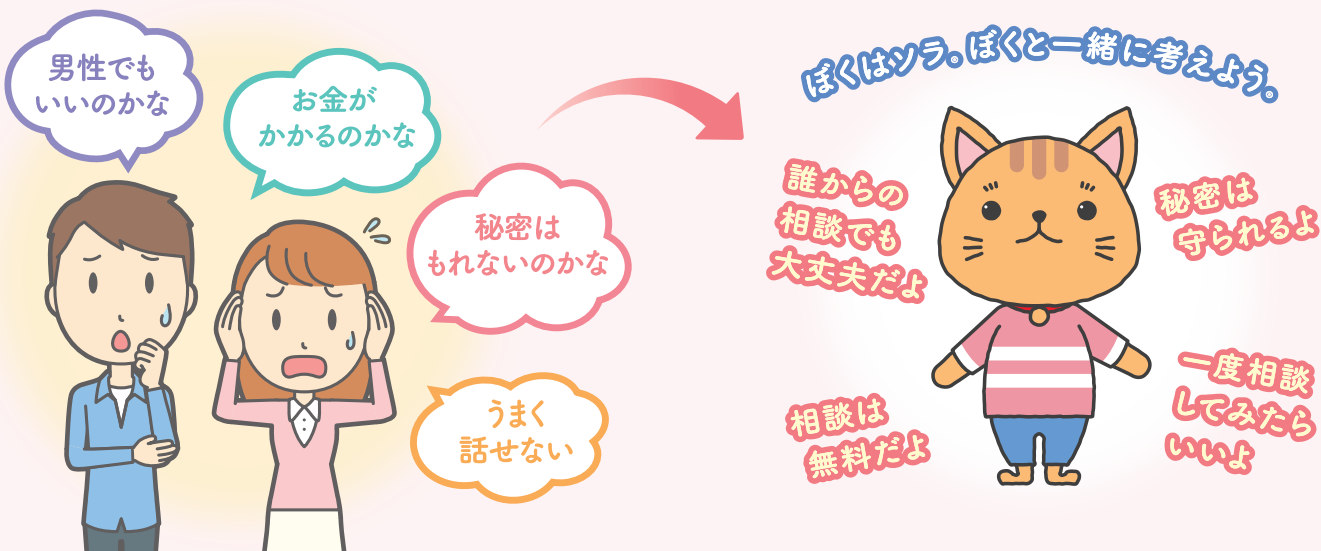 男性でも
いいのかな
お金が
かかるのかな
秘密は
もれないのかな
うまく
話せない
ぼくはソラ。ぼくと一緒に考えよう。
誰からの
相談でも
大丈夫だよ
秘密は
守られるよ
相談は
無料だよ
一度相談
してみたら
いいよ